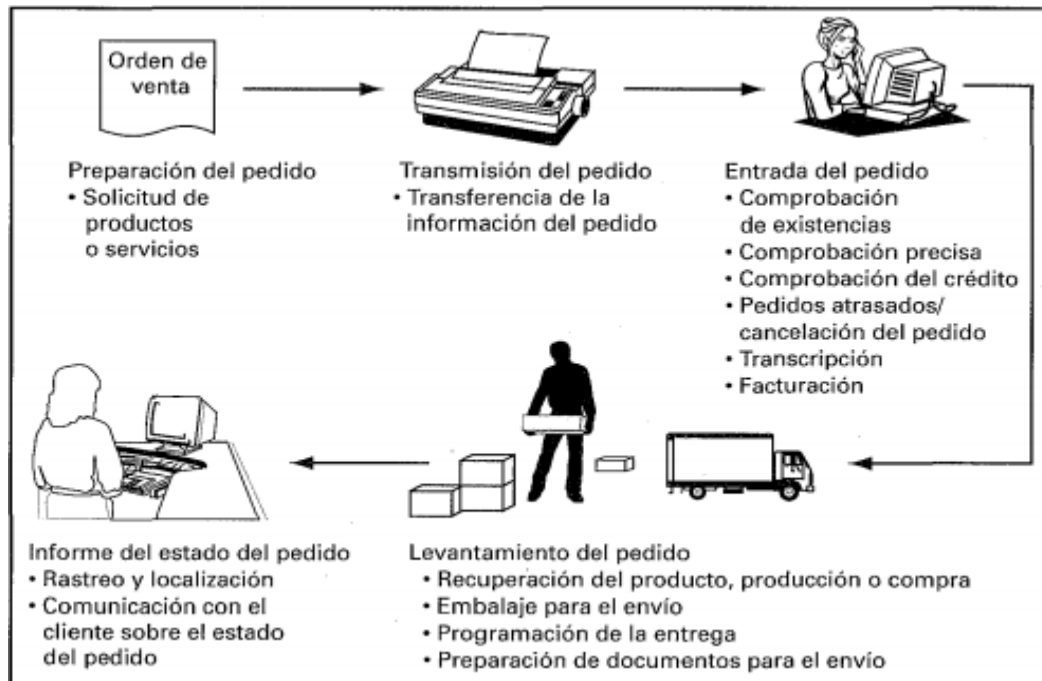 Orden de
venta
Preparación del pedido
• Solicitud de
productos
o servicios
Transmisión del pedido
• Transferencia de la
información del pedido
Entrada del pedido
• Comprobación
de existencias
• Comprobación precisa
• Comprobación del crédito
• Pedidos atrasados/
cancelación del pedido
• Transcripción
• Facturación
Levantamiento del pedido
• Recuperación del producto, producción o compra
• Embalaje para el envío
• Programación de la entrega
• Preparación de documentos para el envío
Informe del estado del pedido
• Rastreo y localización
• Comunicación con el
cliente sobre el estado
del pedido